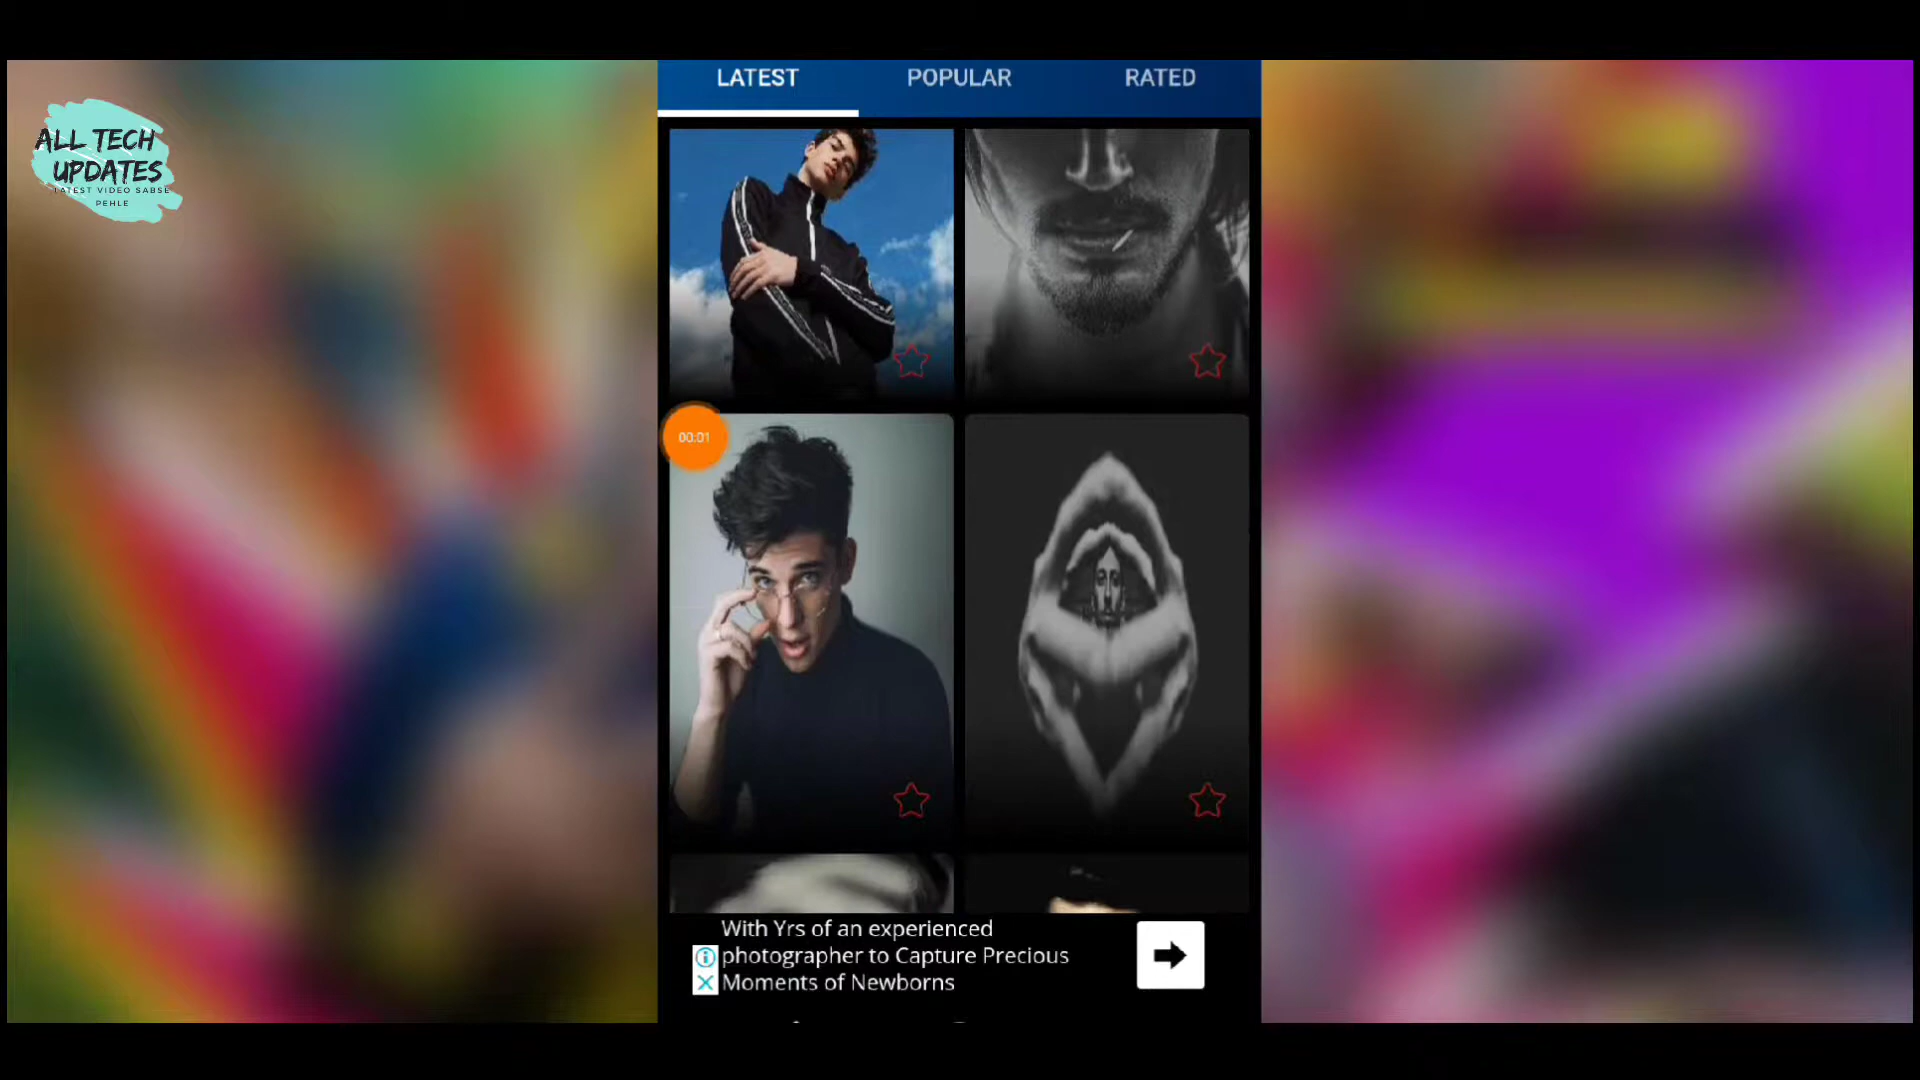 LATEST
POPULAR
RATED
ALL TECH
UPDATES
LATEST VIDEO SABSE
PEHLE
00:01
With Yrs of an experienced
photographer to Capture Precious
Moments of Newborns